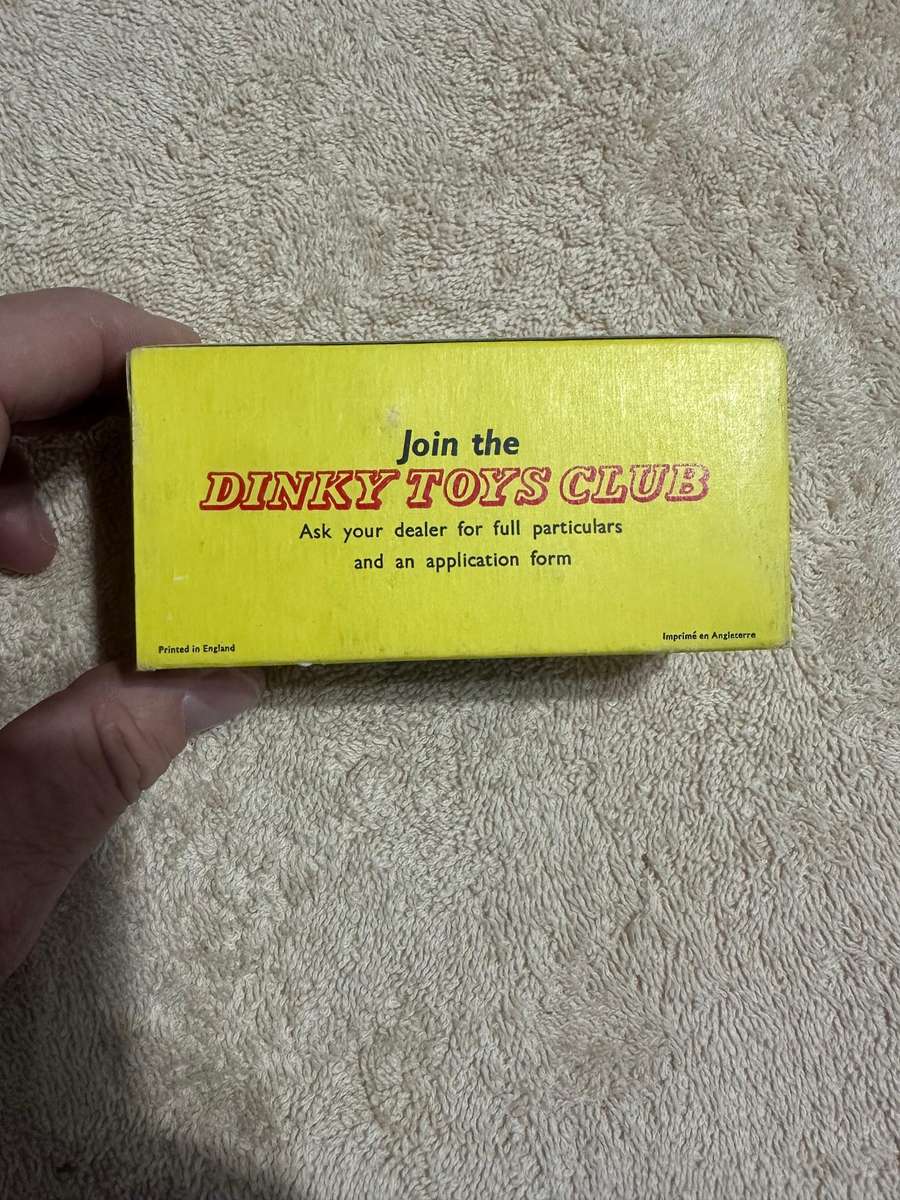 Join the
DINKY TOYS CLUB
Ask your dealer for full particulars
and an application form
Printed in England
Imprimé en Angleterre